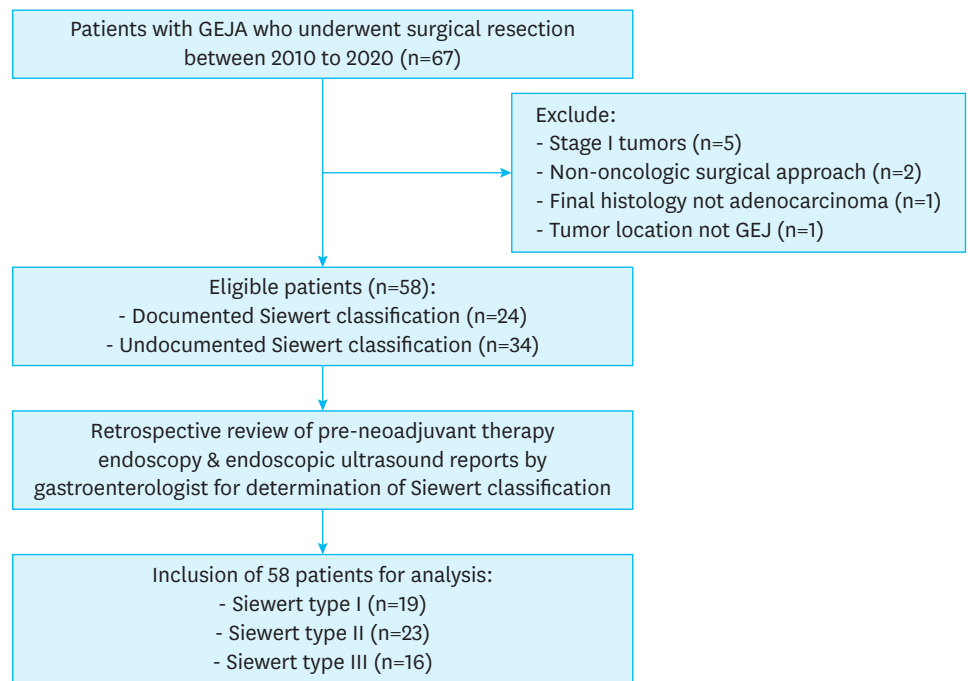 Patients with GEJA who underwent surgical resection
between 2010 to 2020 (n=67)
Exclude:
- Stage I tumors (n=5)
- Non-oncologic surgical approach (n=2)
- Final histology not adenocarcinoma (n=1)
- Tumor location not GEJ (n=1)
Eligible patients (n=58):
- Documented Siewert classification (n=24)
- Undocumented Siewert classification (n=34)
Retrospective review of pre-neoadjuvant therapy
endoscopy & endoscopic ultrasound reports by
gastroenterologist for determination of Siewert classification
Inclusion of 58 patients for analysis:
- Siewert type I (n=19)
- Siewert type II (n=23)
- Siewert type III (n=16)